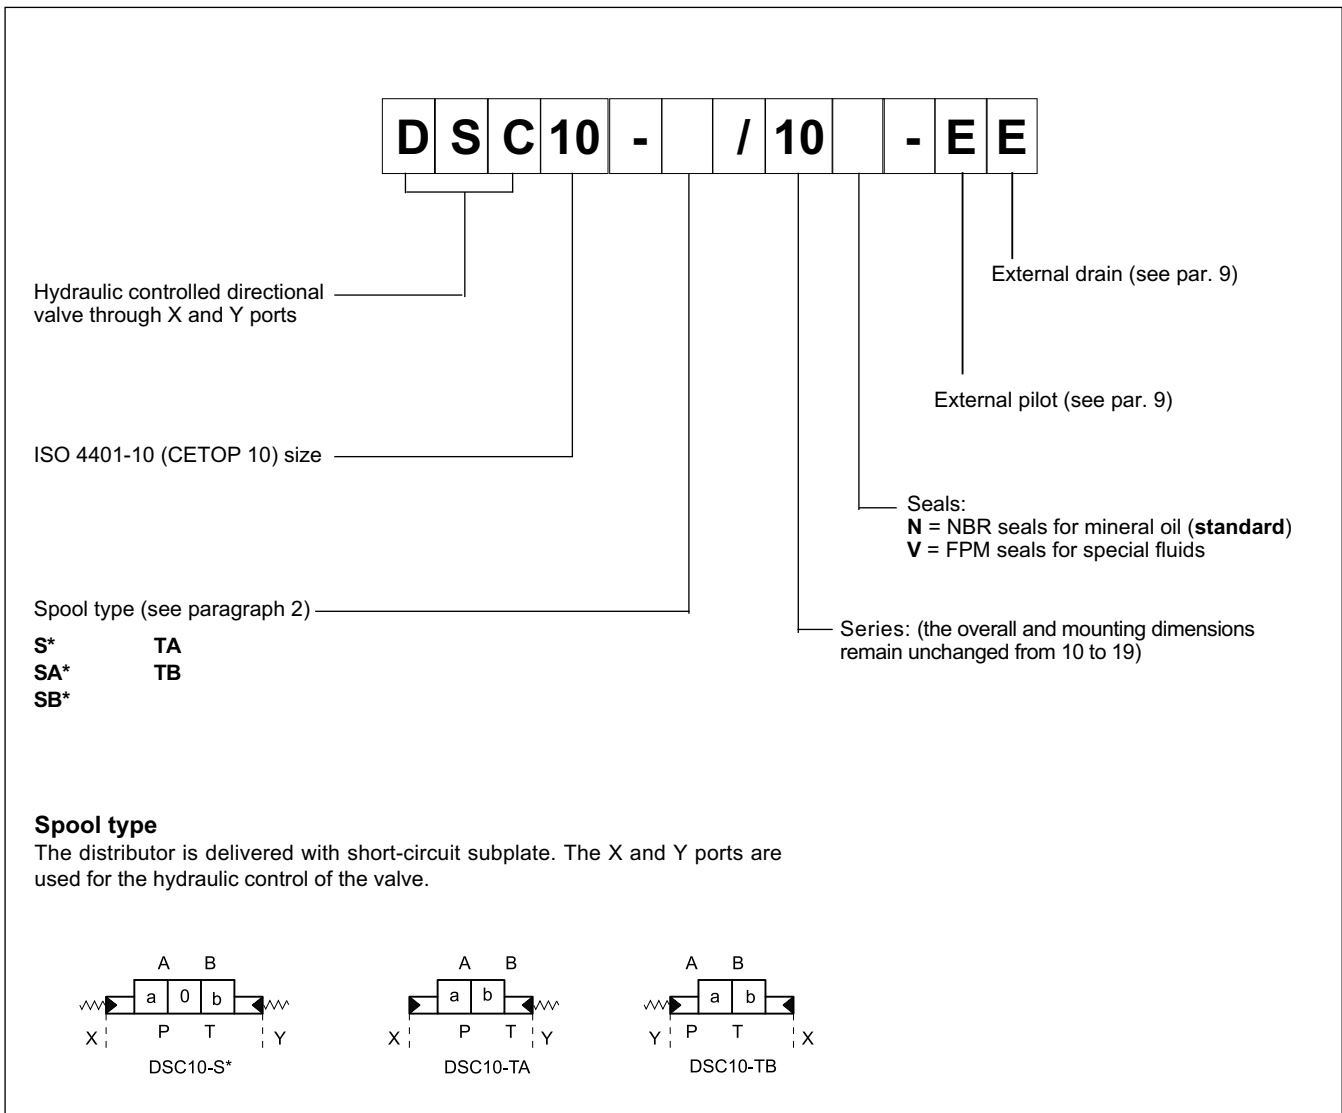 D S C 10 - / 10 - E E
Hydraulic controlled directional
valve through X and Y ports
External drain (see par. 9)
External pilot (see par. 9)
ISO 4401-10 (CETOP 10) size
Seals:
N = NBR seals for mineral oil (standard)
V = FPM seals for special fluids
Spool type (see paragraph 2)
S* TA
SA* TB
SB*
Series: (the overall and mounting dimensions
remain unchanged from 10 to 19)
Spool type
The distributor is delivered with short-circuit subplate. The X and Y ports are
used for the hydraulic control of the valve.
A B
a 0 b
X P T Y
DSC10-S*
A B
a b
X P T Y
DSC10-TA
A B
a b
Y P T X
DSC10-TB